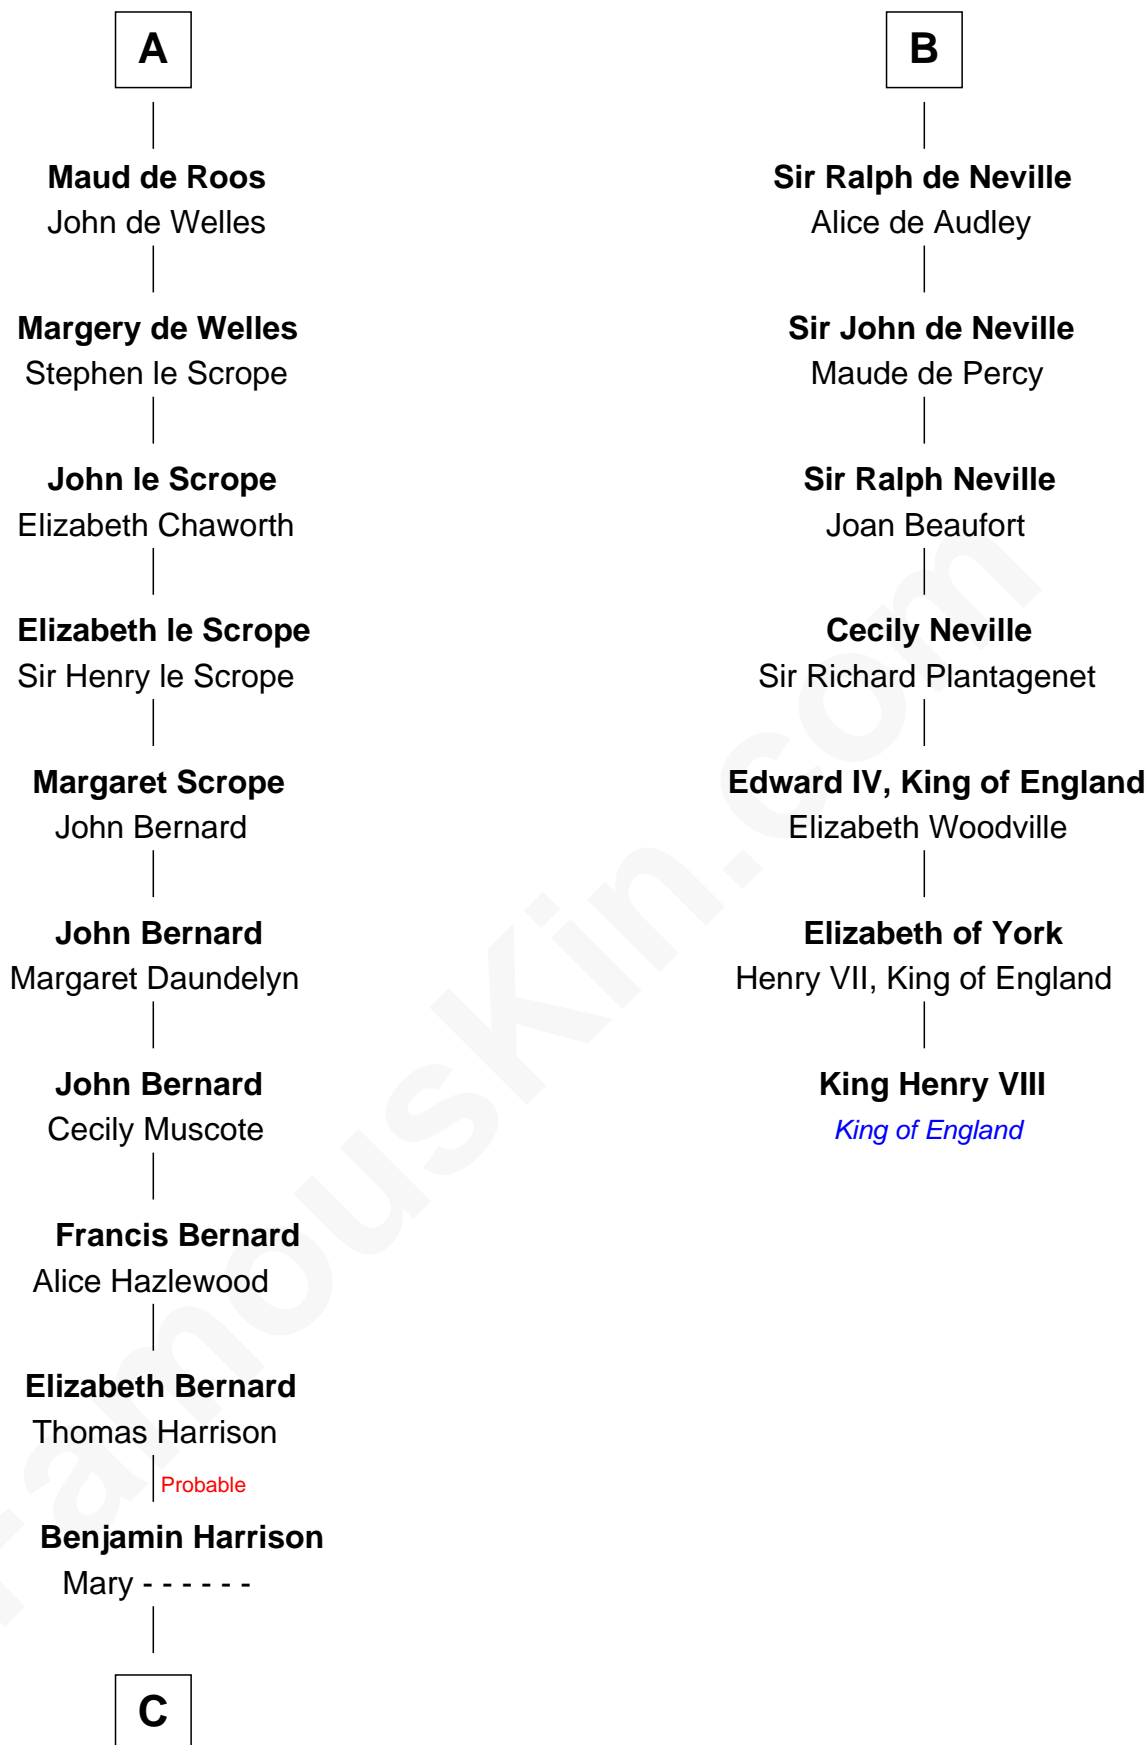 A
Maud de Roos
John de Welles
Margery de Welles
Stephen le Scrope
John le Scrope
Elizabeth Chaworth
Elizabeth le Scrope
Sir Henry le Scrope
Margaret Scrope
John Bernard
John Bernard
Margaret Daundelyn
John Bernard
Cecily Muscote
Francis Bernard
Alice Hazlewood
Elizabeth Bernard
Thomas Harrison
Probable
Benjamin Harrison
Mary - - - - - -
C
B
Sir Ralph de Neville
Alice de Audley
Sir John de Neville
Maude de Percy
Sir Ralph Neville
Joan Beaufort
Cecily Neville
Sir Richard Plantagenet
Edward IV, King of England
Elizabeth Woodville
Elizabeth of York
Henry VII, King of England
King Henry VIII
King of England
FamousKin.com